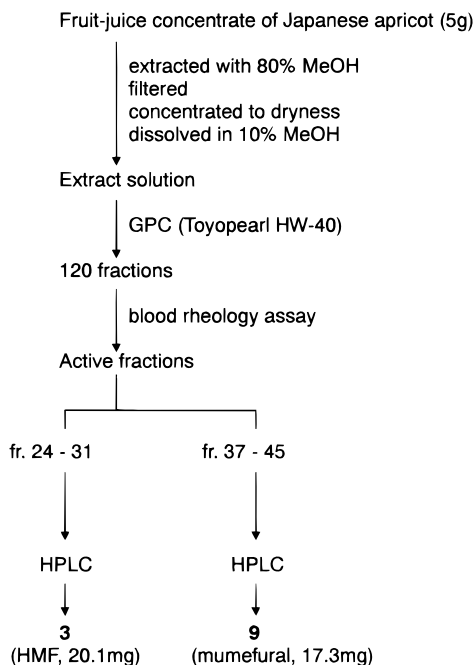 Fruit-juice concentrate of Japanese apricot (5g)
extracted with 80% MeOH
filtered
concentrated to dryness
dissolved in 10% MeOH
Extract solution
GPC (Toyopearl HW-40)
120 fractions
blood rheology assay
Active fractions
fr. 24 - 31
fr. 37 - 45
HPLC
HPLC
3
9
(HMF, 20.1mg)
(mumefural, 17.3mg)